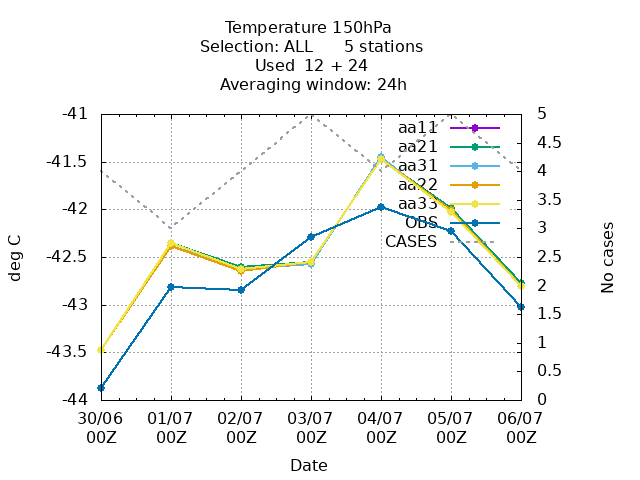 Temperature 150hPa
Selection: ALL      5 stations
Used  12 + 24
Averaging window: 24h
-41
-41.5
-42
-42.5
-43
-43.5
-44
deg C
5
4.5
4
3.5
3
2.5
2
1.5
1
0.5
0
No cases
aa11
aa21
aa31
aa22
aa33
OBS
CASES
30/06 01/07 02/07 03/07 04/07 05/07 06/07
00Z 00Z 00Z 00Z 00Z 00Z 00Z
Date